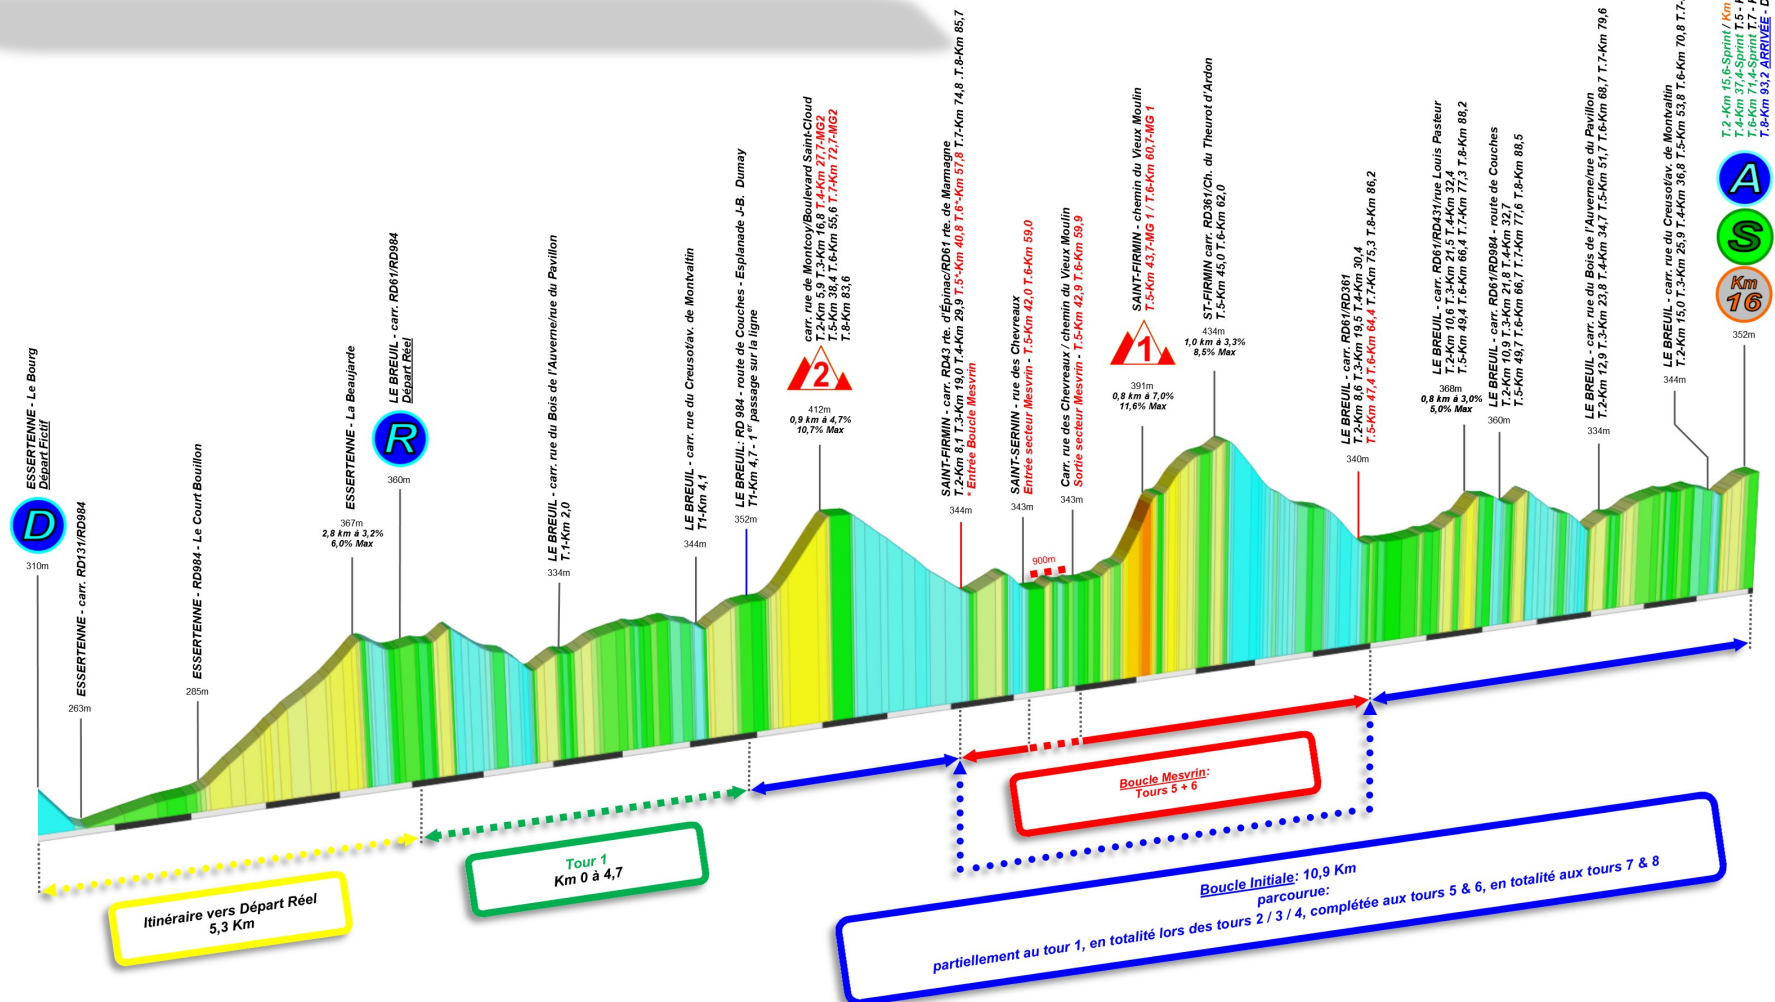 ESSERTENNE - Le Bourg
Départ Fictif
D
310m
ESSERTENNE - carr. RD131/RD984
263m
ESSERTENNE - RD984 - Le Court Bouillon
285m
ESSERTENNE - La Beaujarde
367m
2,8 km à 3,2%
6,0% Max
LE BREUIL - carr. RD61/RD984
Départ Réel
R
360m
LE BREUIL - carr. rue du Bois de l'Auverne/rue du Pavillon
T.1-Km 2,0
334m
LE BREUIL - carr. rue du Creusot/av. de Montvaltin
T1-Km 4,1
344m
LE BREUIL: RD 984 - route de Couches - Esplanade J-B. Dumay
T1-Km 4,7 - 1er passage sur la ligne
352m
carr. rue de Montcoy/Boulevard Saint-Cloud
T.2-Km 5,9 T.3-Km 16,8 T.4-Km 27,7-MG2
T.5-Km 38,4 T.6-Km 55,6 T.7-Km 72,7-MG2
T.8-Km 83,6
2
412m
0,9 km à 4,7%
10,7% Max
SAINT-FIRMIN - carr. RD43 rte. d'Épinac/RD61 rte. de Marmagne
T.2-Km 8,1 T.3-Km 19,0 T.4-Km 29,9 T.5*-Km 40,8 T.6*-Km 57,8 T.7-Km 74,8 .T.8-Km 85,7
* Entrée Boucle Mesvrin
344m
SAINT-SERNIN - rue des Chevreaux
Entrée secteur Mesvrin - T.5-Km 42,0 T.6-Km 59,0
343m
900m
Carr. rue des Chevreaux / chemin du Vieux Moulin
Sortie secteur Mesvrin - T.5-Km 42,9 T.6-Km 59,9
343m
SAINT-FIRMIN - chemin du Vieux Moulin
T.5-Km 43,7-MG 1 / T.6-Km 60,7-MG 1
1
391m
0,8 km à 7,0%
11,6% Max
ST-FIRMIN carr. RD361/Ch. du Theurot d'Ardon
T.5-Km 45,0 T.6-Km 62,0
434m
1,0 km à 3,3%
8,5% Max
LE BREUIL - carr. RD61/RD361
T.2-Km 8,6 T.3-Km 19,5 T.4-Km 30,4
T.5-Km 47,4 T.6-Km 64,4 T.7-Km 75,3 T.8-Km 86,2
340m
LE BREUIL - carr. RD61/RD431/rue Louis Pasteur
T.2-Km 10,6 T.3-Km 21,5 T.4-Km 32,4
T.5-Km 49,4 T.6-Km 66,4 T.7-Km 77,3 T.8-Km 88,2
368m
0,8 km à 3,0%
5,0% Max
LE BREUIL - carr. RD61/RD984 - route de Couches
T.2-Km 10,9 T.3-Km 21,8 T.4-Km 32,7
T.5-Km 49,7 T.6-Km 66,7 T.7-Km 77,6 T.8-Km 88,5
360m
LE BREUIL - carr. rue du Bois de l'Auverne/rue du Pavillon
T.2-Km 12,9 T.3-Km 23,8 T.4-Km 34,7 T.5-Km 51,7 T.6-Km 68,7 T.7-Km 79,6
334m
LE BREUIL - carr. rue du Creusot/av. de Montvaltin
T.2-Km 15,0 T.3-Km 25,9 T.4-Km 36,8 T.5-Km 53,8 T.6-Km 70,8 T.7-
344m
T.2 -Km 15,6-Sprint / Km
T.4-Km 37,4-Sprint T.5 -
T.6-Km 71,4-Sprint T.7 -
T.8-Km 93,2 ARRIVÉE - D
A
S
Km
16
352m
Itinéraire vers Départ Réel
5,3 Km
Tour 1
Km 0 à 4,7
Boucle Mesvrin:
Tours 5 + 6
Boucle Initiale: 10,9 Km
parcourue:
partiellement au tour 1, en totalité lors des tours 2 / 3 / 4, complétée aux tours 5 & 6, en totalité aux tours 7 & 8